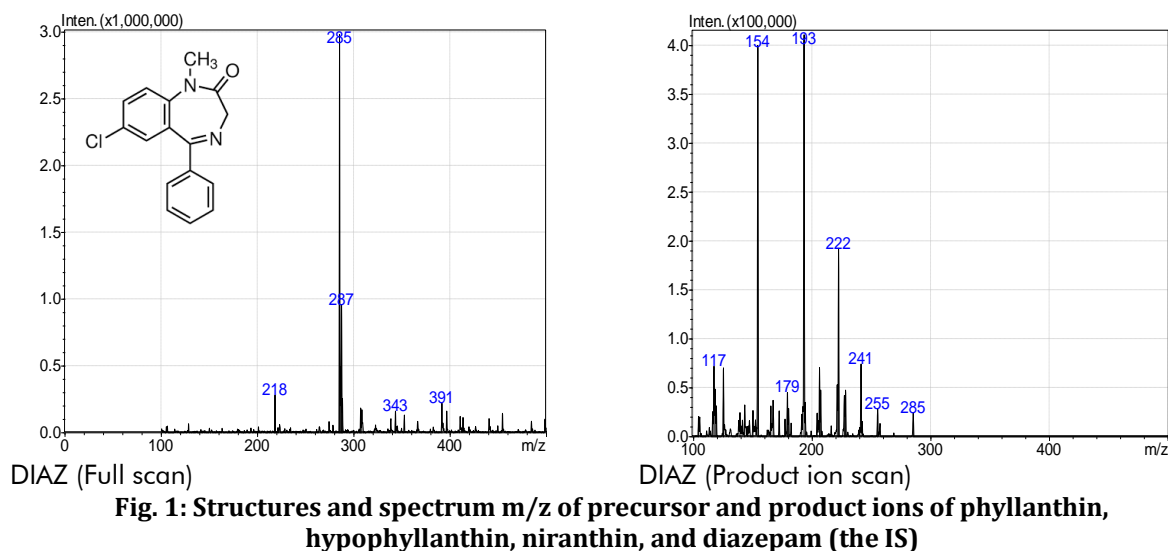 Inten. (x1,000,000)
3.0
2.5
2.0
1.5
1.0
0.5
0.0
0
100
200
300
400
m/z
285
287
218
343
391
CH3
N
O
N
Cl
DIAZ (Full scan)
Inten. (x100,000)
4.0
3.5
3.0
2.5
2.0
1.5
1.0
0.5
0.0
100
200
300
400
m/z
154
193
222
117
179
241
255
285
DIAZ (Product ion scan)
Fig. 1: Structures and spectrum m/z of precursor and product ions of phyllanthin,
hypophyllanthin, niranthin, and diazepam (the IS)